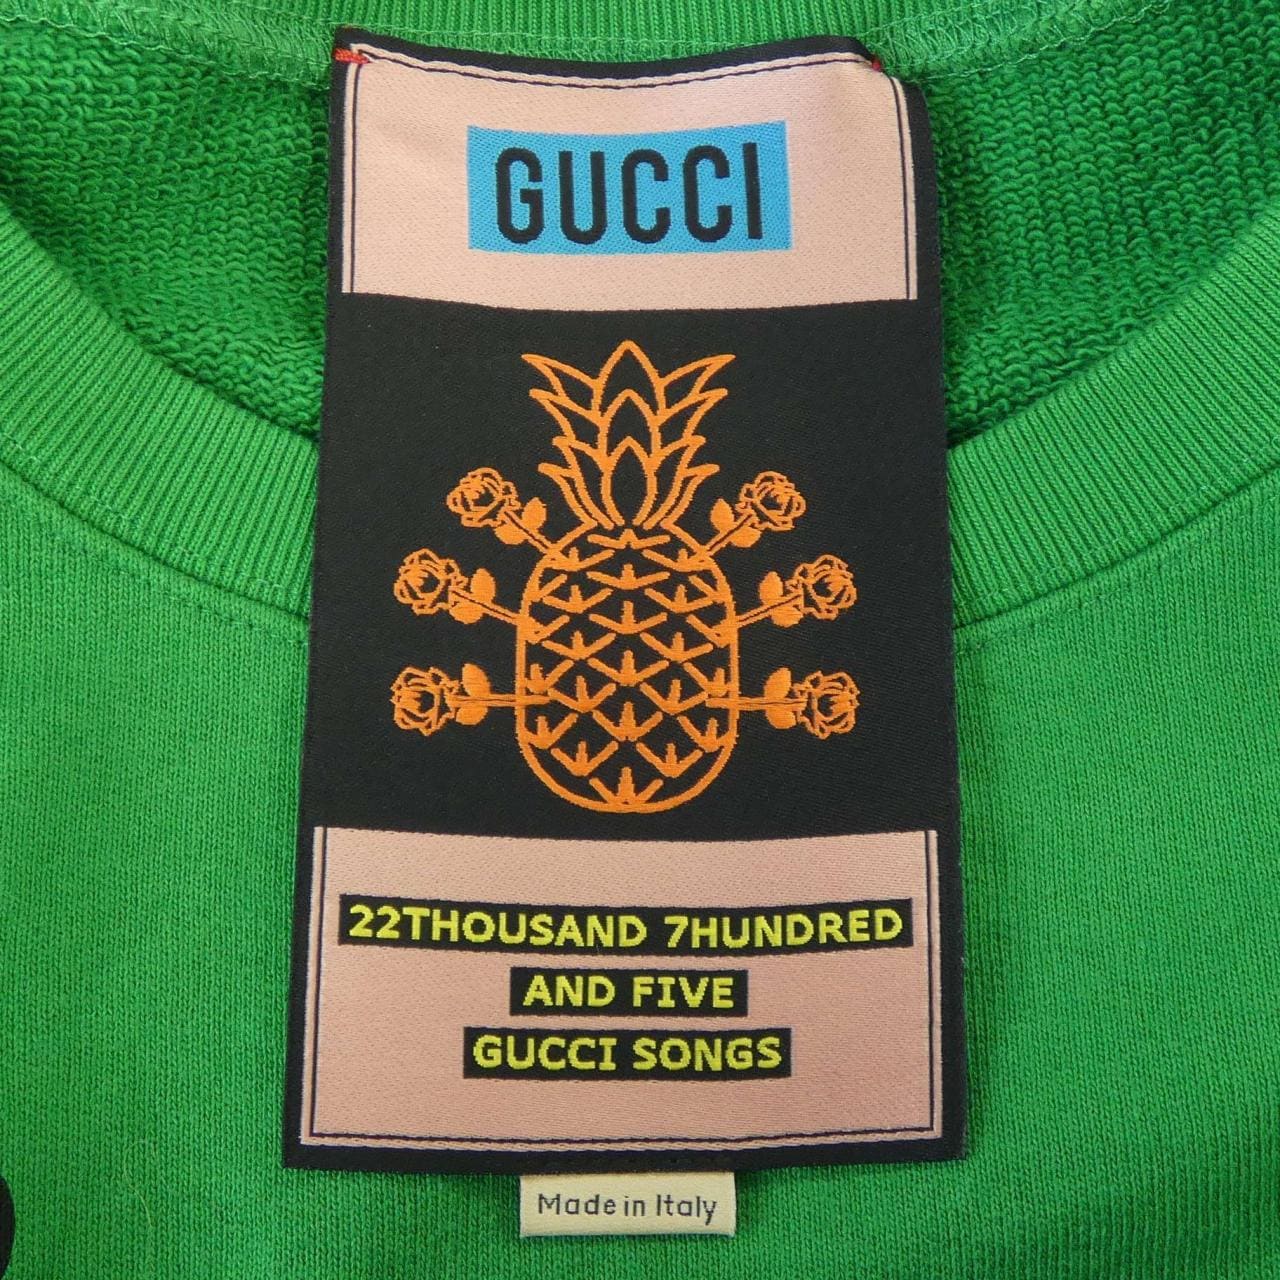 GUCCI
22THOUSAND 7HUNDRED
AND FIVE
GUCCI SONGS
Made in Italy